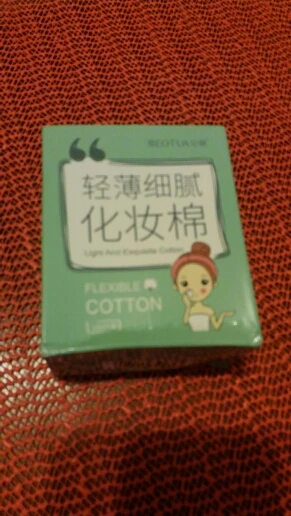 轻薄细腻
化妆棉
Light And Exquisite Cotton
FLEXIBLE
COTTON